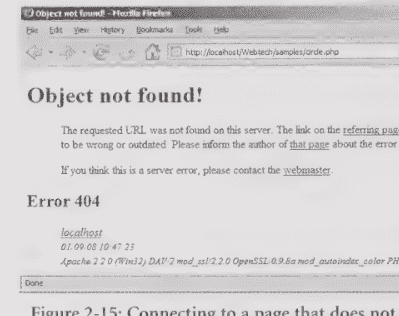 Object not found! - Mozilla Firefox
File Edit View History Bookmarks Tools Help
http://localhost/Webtech/samples/circle.php
Object not found!
The requested URL was not found on this server. The link on the referring pag
to be wrong or outdated. Please inform the author of that page about the error
If you think this is a server error, please contact the webmaster.
Error 404
localhost
01.09.08 10:47:23
Apache 2.2.0 (Win32) DAV/2 mod_ssl/2.2.0 OpenSSL/0.9.8a mod_autoindex_color PH
Done
Figure 2-15: Connecting to a page that does not